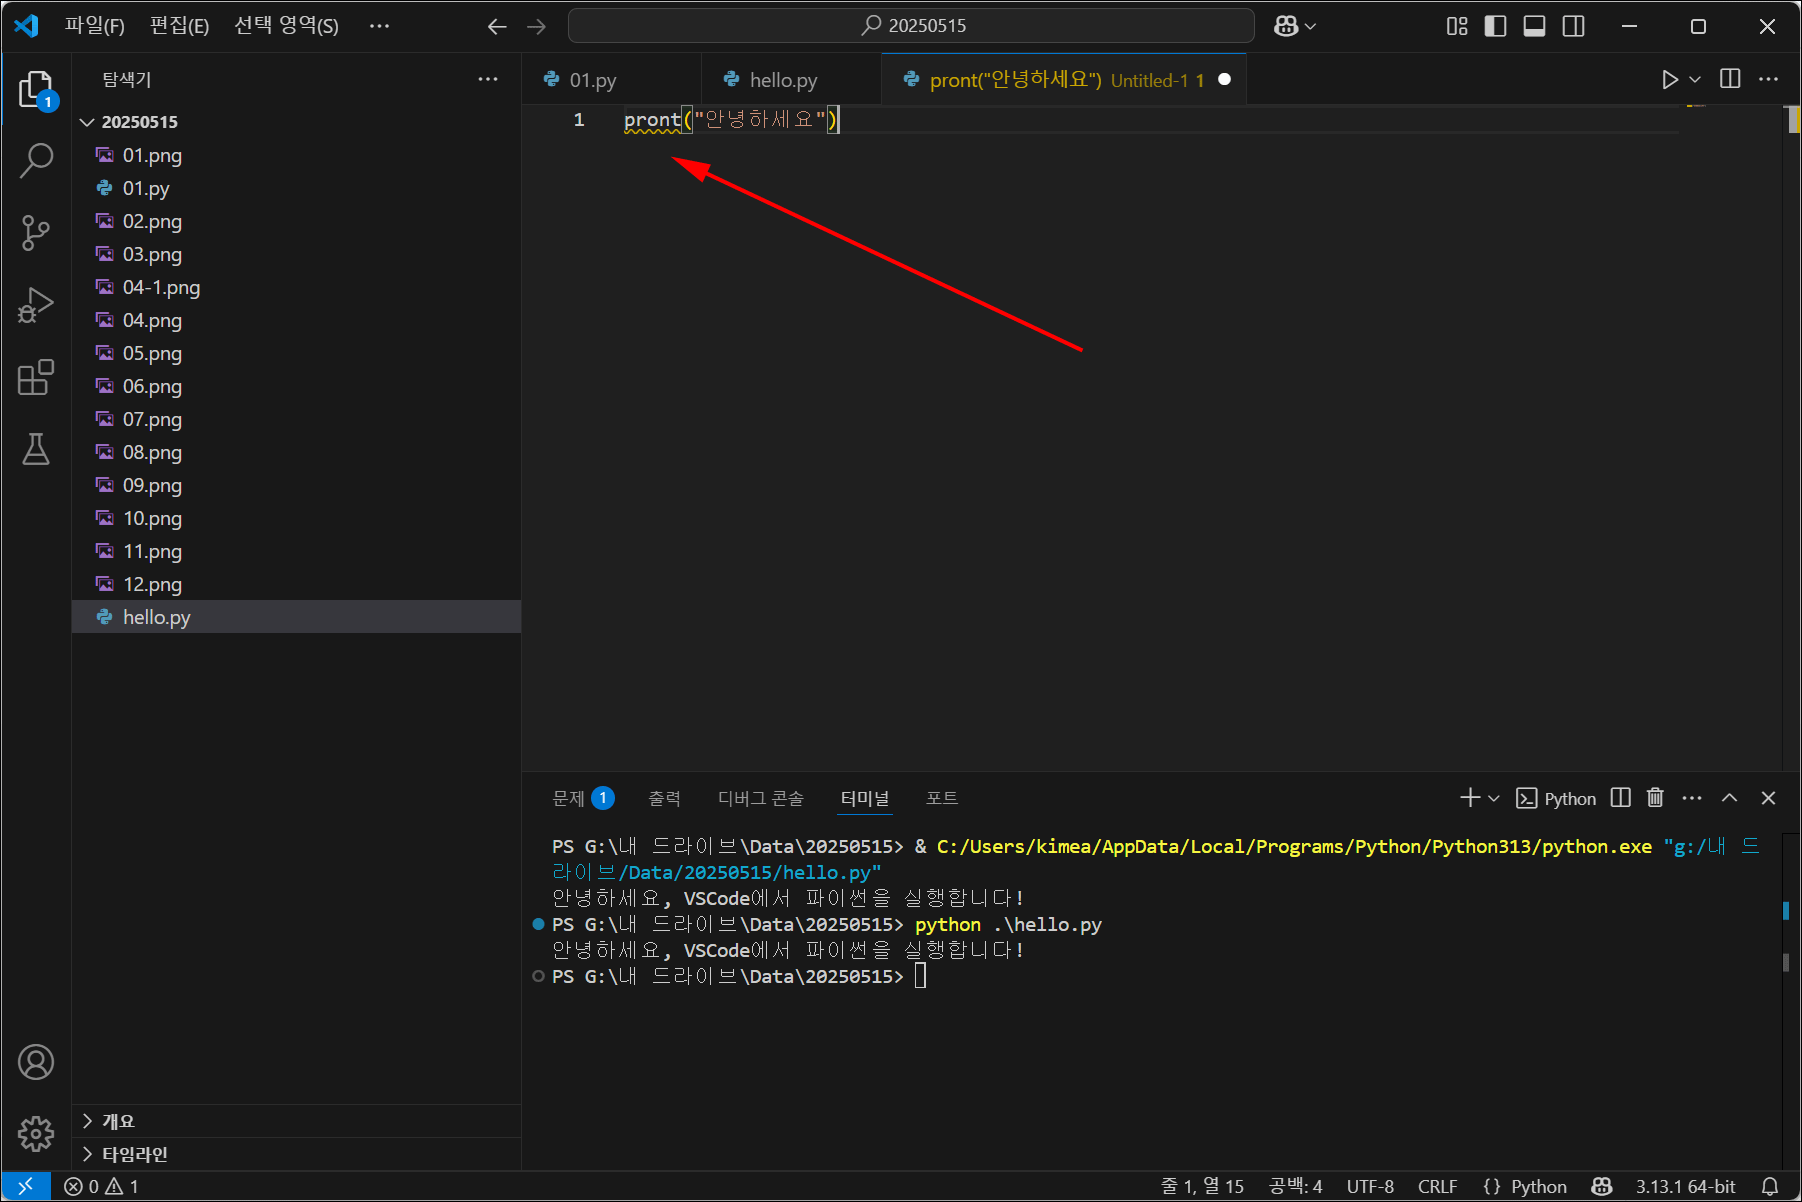 파일(F) 편집(E) 선택 영역(S) ··· 20250515
탐색기 ···
1
20250515
01.png
01.py
02.png
03.png
04-1.png
04.png
05.png
06.png
07.png
08.png
09.png
10.png
11.png
12.png
hello.py
개요
타임라인
01.py hello.py pront("안녕하세요") Untitled-1 1
1 pront("안녕하세요")
문제 1 출력 디버그 콘솔 터미널 포트 Python
PS G:\내 드라이브\Data\20250515> & C:/Users/kimea/AppData/Local/Programs/Python/Python313/python.exe "g:/내 드
라이브/Data/20250515/hello.py"
안녕하세요, VSCode에서 파이썬을 실행합니다!
PS G:\내 드라이브\Data\20250515> python .\hello.py
안녕하세요, VSCode에서 파이썬을 실행합니다!
PS G:\내 드라이브\Data\20250515>
0 1 줄 1, 열 15 공백: 4 UTF-8 CRLF {} Python 3.13.1 64-bit